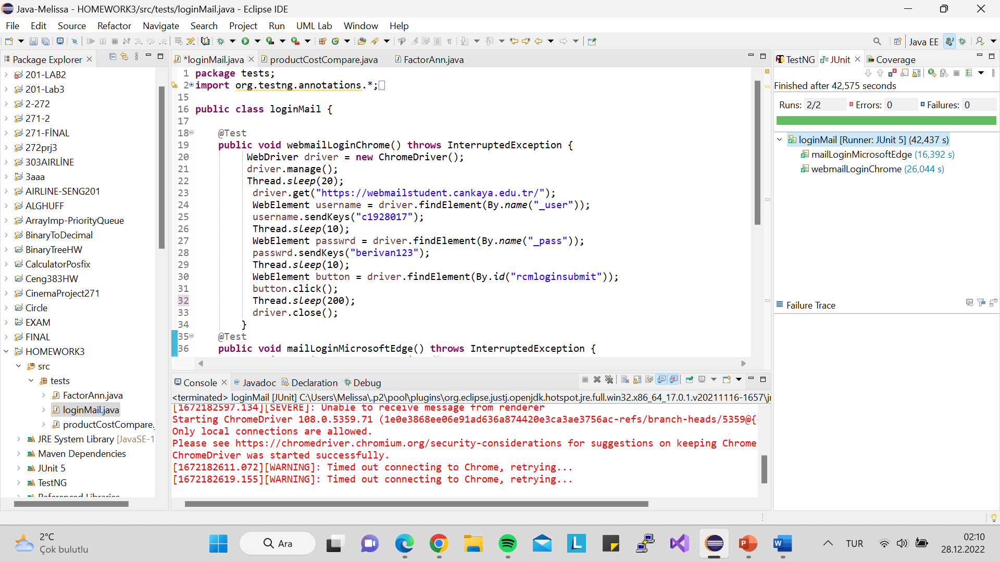 Java-Melissa - HOMEWORK3/src/tests/loginMail.java - Eclipse IDE
File Edit Source Refactor Navigate Search Project Run UML Lab Window Help
Java EE
Package Explorer
201-LAB2
201-Lab3
2-272
271-2
271-FİNAL
272prj3
303AIRLİNE
3aaa
AIRLINE-SENG201
ALGHUFF
ArrayImp-PriorityQueue
BinaryToDecimal
BinaryTreeHW
CalculatorPosfix
Ceng383HW
CinemaProject271
Circle
EXAM
FINAL
HOMEWORK3
src
tests
FactorAnn.java
loginMail.java
productCostCompare.
JRE System Library [JavaSE-1
Maven Dependencies
JUnit 5
TestNG
Referenced Libraries
*loginMail.java productCostCompare.java FactorAnn.java
1 package tests;
2 import org.testng.annotations.*;
15
16 public class loginMail {
17
18 @Test
19 public void webmailLoginChrome() throws InterruptedException {
20 WebDriver driver = new ChromeDriver();
21 driver.manage();
22 Thread.sleep(20);
23 driver.get("https://webmailstudent.cankaya.edu.tr/");
24 WebElement username = driver.findElement(By.name("_user"));
25 username.sendKeys("c1928017");
26 Thread.sleep(10);
27 WebElement passwrd = driver.findElement(By.name("_pass"));
28 passwrd.sendKeys("berivan123");
29 Thread.sleep(10);
30 WebElement button = driver.findElement(By.id("rcmloginsubmit"));
31 button.click();
32 Thread.sleep(200);
33 driver.close();
34 }
35 @Test
36 public void mailLoginMicrosoftEdge() throws InterruptedException {
Console Javadoc Declaration Debug
<terminated> loginMail [JUnit] C:\Users\Melissa\.p2\pool\plugins\org.eclipse.justj.openjdk.hotspot.jre.full.win32.x86_64_17.0.1.v20211116-1657\jr
[1672182597.134][SEVERE]: Unable to receive message from renderer
Starting ChromeDriver 108.0.5359.71 (1e0e3868ee06e91ad636a874420e3ca3ae3756ac-refs/branch-heads/5359@{
Only local connections are allowed.
Please see https://chromedriver.chromium.org/security-considerations for suggestions on keeping Chrome
ChromeDriver was started successfully.
[1672182611.072][WARNING]: Timed out connecting to Chrome, retrying...
[1672182619.155][WARNING]: Timed out connecting to Chrome, retrying...
TestNG JUnit Coverage
Finished after 42,575 seconds
Runs: 2/2 Errors: 0 Failures: 0
loginMail [Runner: JUnit 5] (42,437 s)
mailLoginMicrosoftEdge (16,392 s)
webmailLoginChrome (26,044 s)
Failure Trace
2°C
Çok bulutlu
Ara
TUR
02:10
28.12.2022